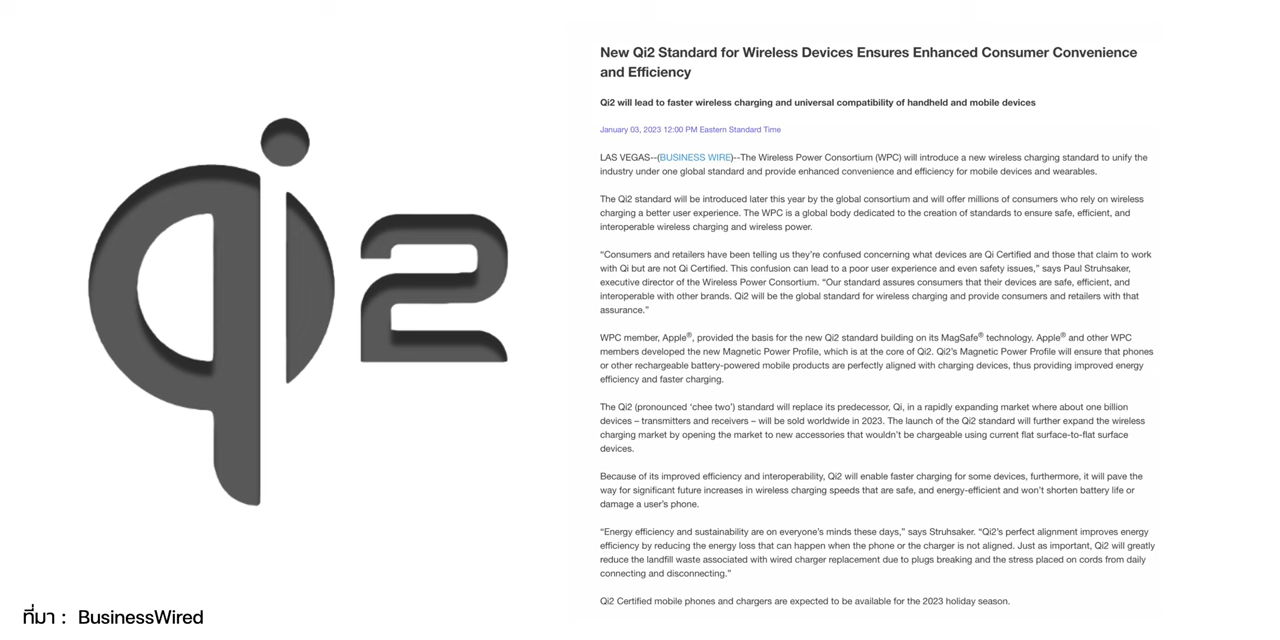 qi2
New Qi2 Standard for Wireless Devices Ensures Enhanced Consumer Convenience
and Efficiency
Qi2 will lead to faster wireless charging and universal compatibility of handheld and mobile devices
January 03, 2023 12:00 PM Eastern Standard Time
LAS VEGAS--(BUSINESS WIRE)--The Wireless Power Consortium (WPC) will introduce a new wireless charging standard to unify the
industry under one global standard and provide enhanced convenience and efficiency for mobile devices and wearables.
The Qi2 standard will be introduced later this year by the global consortium and will offer millions of consumers who rely on wireless
charging a better user experience. The WPC is a global body dedicated to the creation of standards to ensure safe, efficient, and
interoperable wireless charging and wireless power.
“Consumers and retailers have been telling us they’re confused concerning what devices are Qi Certified and those that claim to work
with Qi but are not Qi Certified. This confusion can lead to a poor user experience and even safety issues,” says Paul Struhsaker,
executive director of the Wireless Power Consortium. “Our standard assures consumers that their devices are safe, efficient, and
interoperable with other brands. Qi2 will be the global standard for wireless charging and provide consumers and retailers with that
assurance.”
WPC member, Apple®, provided the basis for the new Qi2 standard building on its MagSafe® technology. Apple® and other WPC
members developed the new Magnetic Power Profile, which is at the core of Qi2. Qi2’s Magnetic Power Profile will ensure that phones
or other rechargeable battery-powered mobile products are perfectly aligned with charging devices, thus providing improved energy
efficiency and faster charging.
The Qi2 (pronounced ‘chee two’) standard will replace its predecessor, Qi, in a rapidly expanding market where about one billion
devices – transmitters and receivers – will be sold worldwide in 2023. The launch of the Qi2 standard will further expand the wireless
charging market by opening the market to new accessories that wouldn’t be chargeable using current flat surface-to-flat surface
devices.
Because of its improved efficiency and interoperability, Qi2 will enable faster charging for some devices, furthermore, it will pave the
way for significant future increases in wireless charging speeds that are safe, and energy-efficient and won’t shorten battery life or
damage a user’s phone.
“Energy efficiency and sustainability are on everyone’s minds these days,” says Struhsaker. “Qi2’s perfect alignment improves energy
efficiency by reducing the energy loss that can happen when the phone or the charger is not aligned. Just as important, Qi2 will greatly
reduce the landfill waste associated with wired charger replacement due to plugs breaking and the stress placed on cords from daily
connecting and disconnecting.”
Qi2 Certified mobile phones and chargers are expected to be available for the 2023 holiday season.
ที่มา : BusinessWired